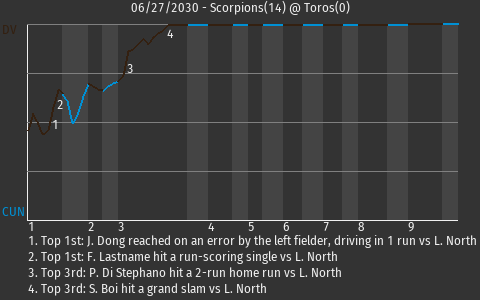 06/27/2030 - Scorpions(14) @ Toros(0)
DV
4
3
2
1
CUN
1 2 3 4 5 6 7 8 9
1. Top 1st: J. Dong reached on an error by the left fielder, driving in 1 run vs L. North
2. Top 1st: F. Lastname hit a run-scoring single vs L. North
3. Top 3rd: P. Di Stephano hit a 2-run home run vs L. North
4. Top 3rd: S. Boi hit a grand slam vs L. North